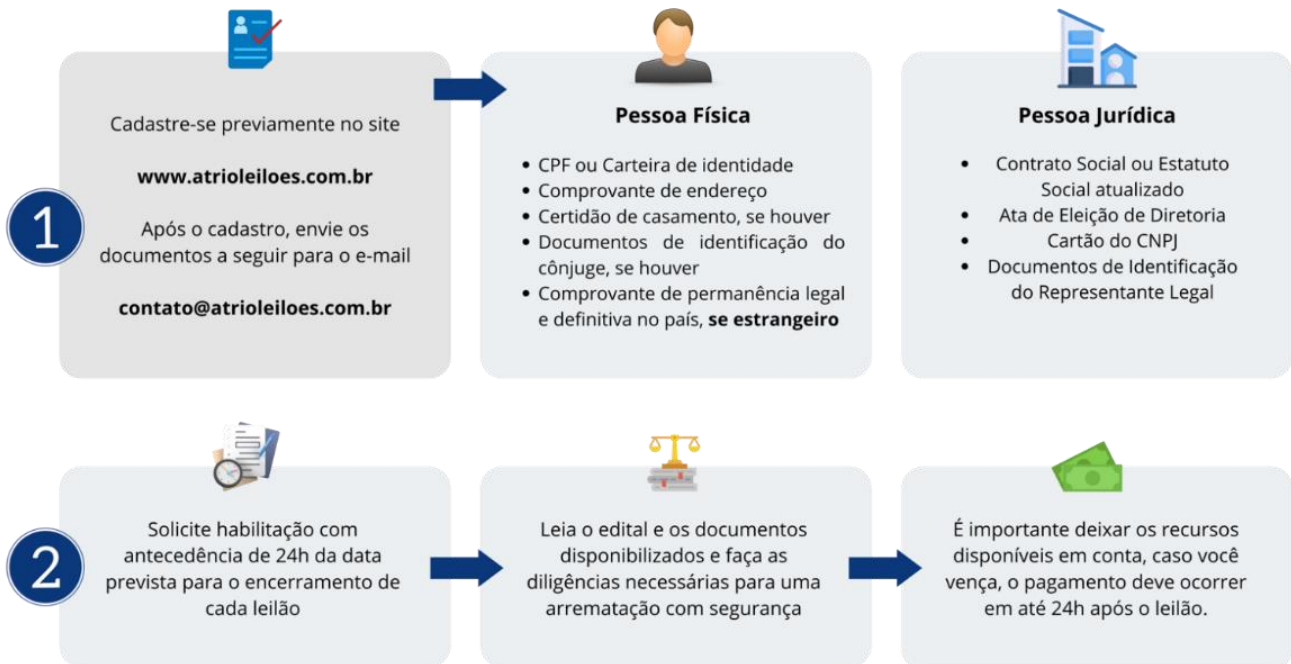 1
Cadastre-se previamente no site
www.atrioleiloes.com.br
Após o cadastro, envie os
documentos a seguir para o e-mail
contato@atrioleiloes.com.br
Pessoa Física
• CPF ou Carteira de identidade
• Comprovante de endereço
• Certidão de casamento, se houver
• Documentos de identificação do
cônjuge, se houver
• Comprovante de permanência legal
e definitiva no país, se estrangeiro
Pessoa Jurídica
• Contrato Social ou Estatuto
Social atualizado
• Ata de Eleição de Diretoria
• Cartão do CNPJ
• Documentos de Identificação
do Representante Legal
2
Solicite habilitação com
antecedência de 24h da data
prevista para o encerramento de
cada leilão
Leia o edital e os documentos
disponibilizados e faça as
diligências necessárias para uma
arrematação com segurança
É importante deixar os recursos
disponíveis em conta, caso você
vença, o pagamento deve ocorrer
em até 24h após o leilão.